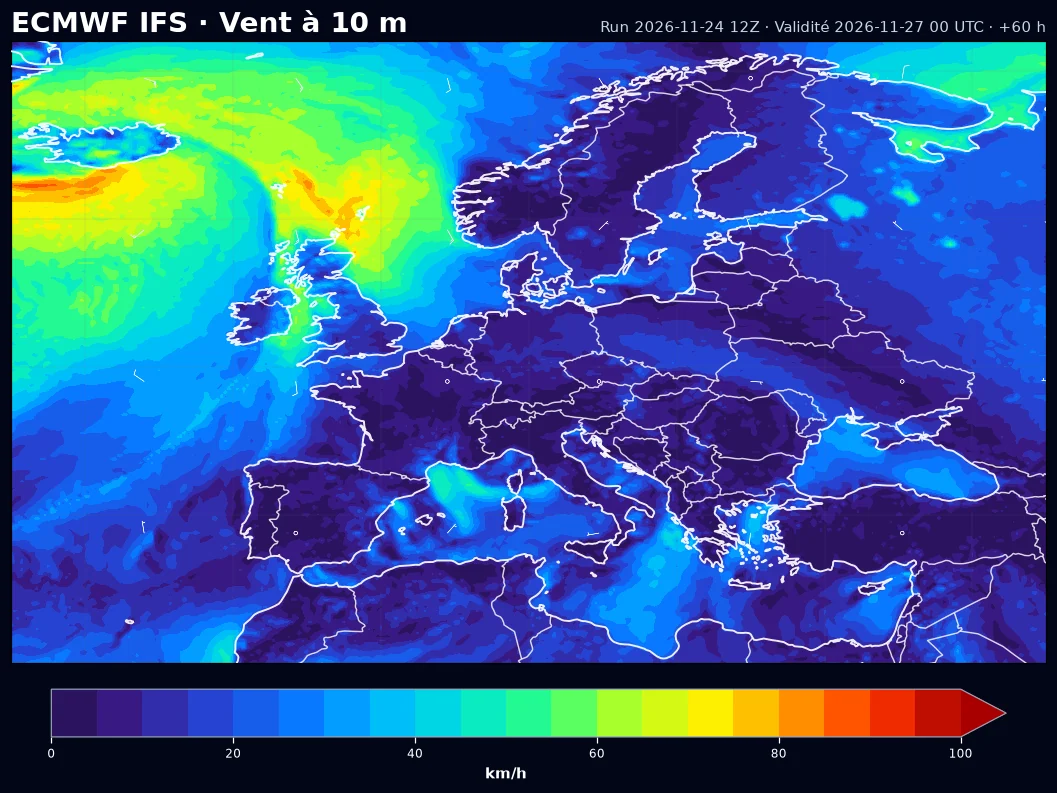 ECMWF IFS · Vent à 10 m
Run 2026-11-24 12Z · Validité 2026-11-27 00 UTC · +60 h
0 20 40 60 80 100
km/h